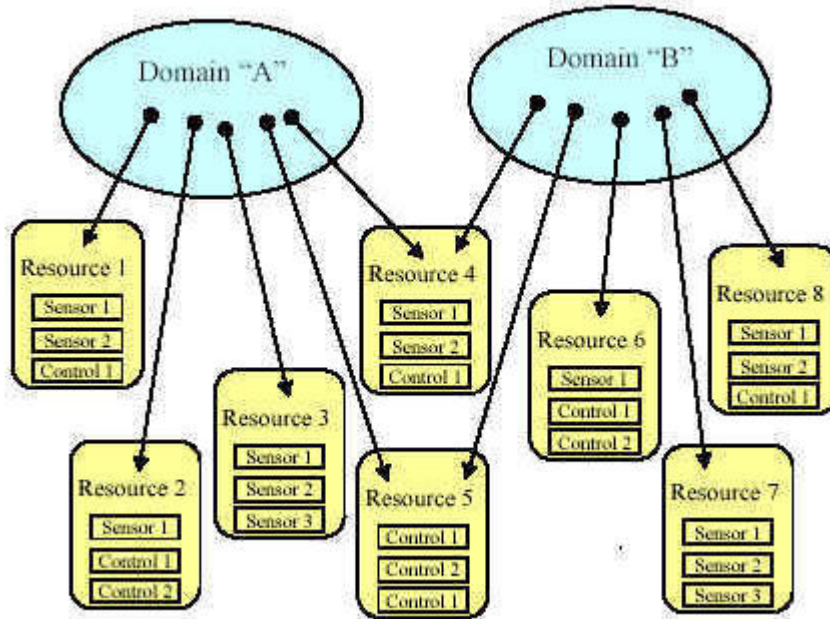 Domain “A”
Domain “B”
Resource 1
Sensor 1
Sensor 2
Control 1
Resource 2
Sensor 1
Control 1
Control 2
Resource 3
Sensor 1
Sensor 2
Sensor 3
Resource 4
Sensor 1
Sensor 2
Control 1
Resource 5
Control 1
Control 2
Control 1
Resource 6
Sensor 1
Control 1
Control 2
Resource 7
Sensor 1
Sensor 2
Sensor 3
Resource 8
Sensor 1
Sensor 2
Control 1